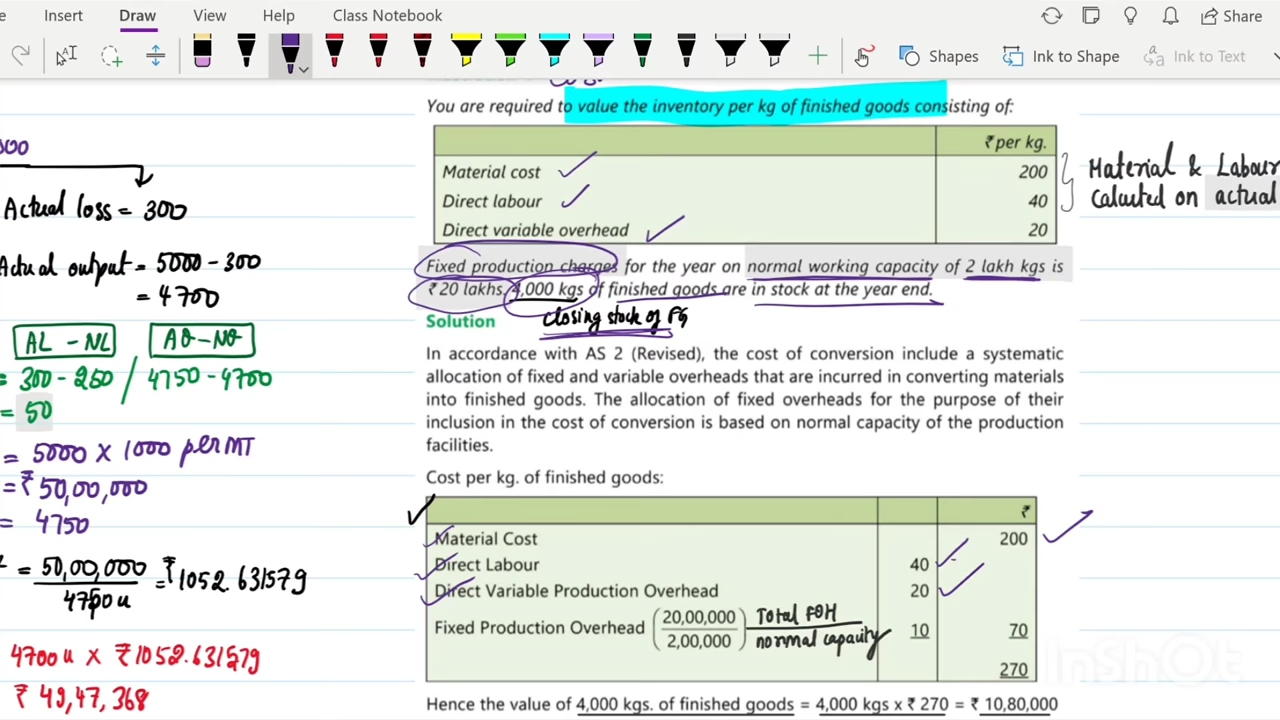 Insert Draw View Help Class Notebook Share
Shapes Ink to Shape Ink to Text
You are required to value the inventory per kg of finished goods consisting of:
₹ per kg.
Material cost 200
Direct labour 40
Direct variable overhead 20
Material & Labour
Calculated on actual
Fixed production charges for the year on normal working capacity of 2 lakh kgs is
₹ 20 lakhs. 4,000 kgs of finished goods are in stock at the year end.
closing stock of FG
Solution
In accordance with AS 2 (Revised), the cost of conversion include a systematic
allocation of fixed and variable overheads that are incurred in converting materials
into finished goods. The allocation of fixed overheads for the purpose of their
inclusion in the cost of conversion is based on normal capacity of the production
facilities.
Cost per kg. of finished goods:
₹
Material Cost 200
Direct Labour 40
Direct Variable Production Overhead 20
Fixed Production Overhead (20,00,000/2,00,000) Total FOH/normal capacity 10 70
270
Hence the value of 4,000 kgs. of finished goods = 4,000 kgs x ₹ 270 = ₹ 10,80,000
Actual loss = 300
Actual output = 5000 - 300
= 4700
AL - NL AQ - NQ
= 300 - 250 / 4750 - 4700
= 50
= 5000 x 1000 per MT
= ₹ 50,00,000
= 4750
= 50,00,000/4750 u = ₹1052.631579
4700 u x ₹1052.631579
₹ 49,47,368
InShot